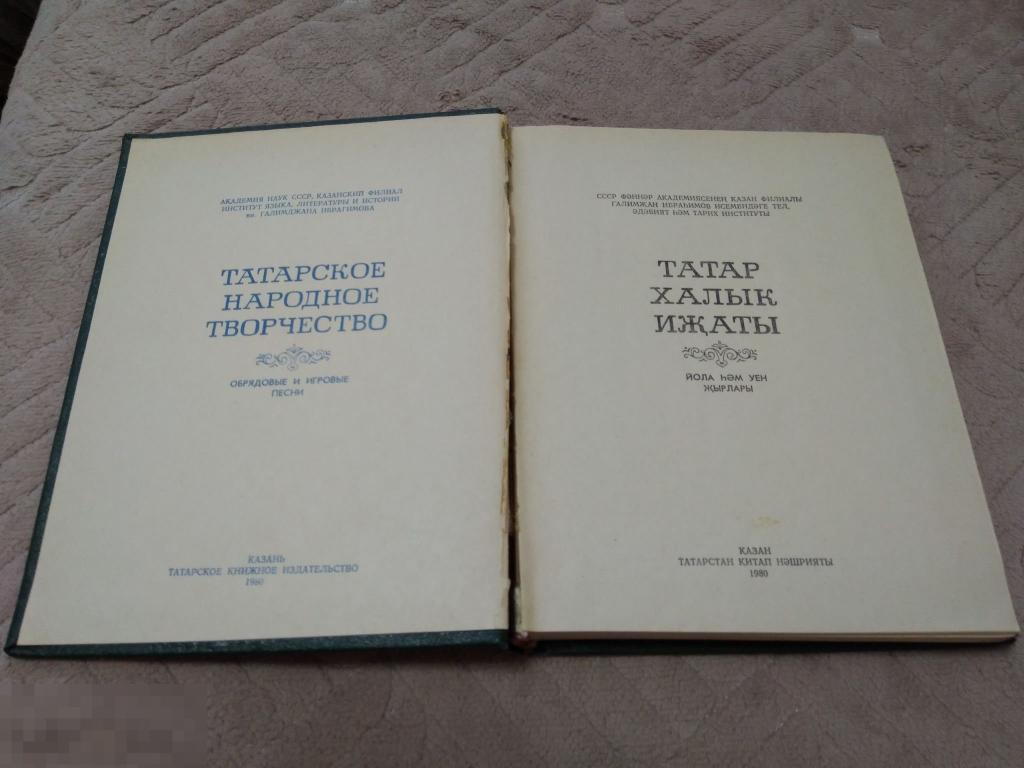 АКАДЕМИЯ НАУК СССР, КАЗАНСКИЙ ФИЛИАЛ
ИНСТИТУТ ЯЗЫКА, ЛИТЕРАТУРЫ И ИСТОРИИ
им. ГАЛИМДЖАНА ИБРАГИМОВА
ТАТАРСКОЕ
НАРОДНОЕ
ТВОРЧЕСТВО
ОБРЯДОВЫЕ И ИГРОВЫЕ
ПЕСНИ
КАЗАНЬ
ТАТАРСКОЕ КНИЖНОЕ ИЗДАТЕЛЬСТВО
1980
СССР ФӘННӘР АКАДЕМИЯСЕНЕҢ КАЗАН ФИЛИАЛЫ
ГАЛИМҖАН ИБРАҺИМОВ ИСЕМЕНДӘГЕ ТЕЛ,
ӘДӘБИЯТ ҺӘМ ТАРИХ ИНСТИТУТЫ
ТАТАР
ХАЛЫК
ИҖАТЫ
ЙОЛА ҺӘМ УЕН
ҖЫРЛАРЫ
КАЗАН
ТАТАРСТАН КИТАП НӘШРИЯТЫ
1980